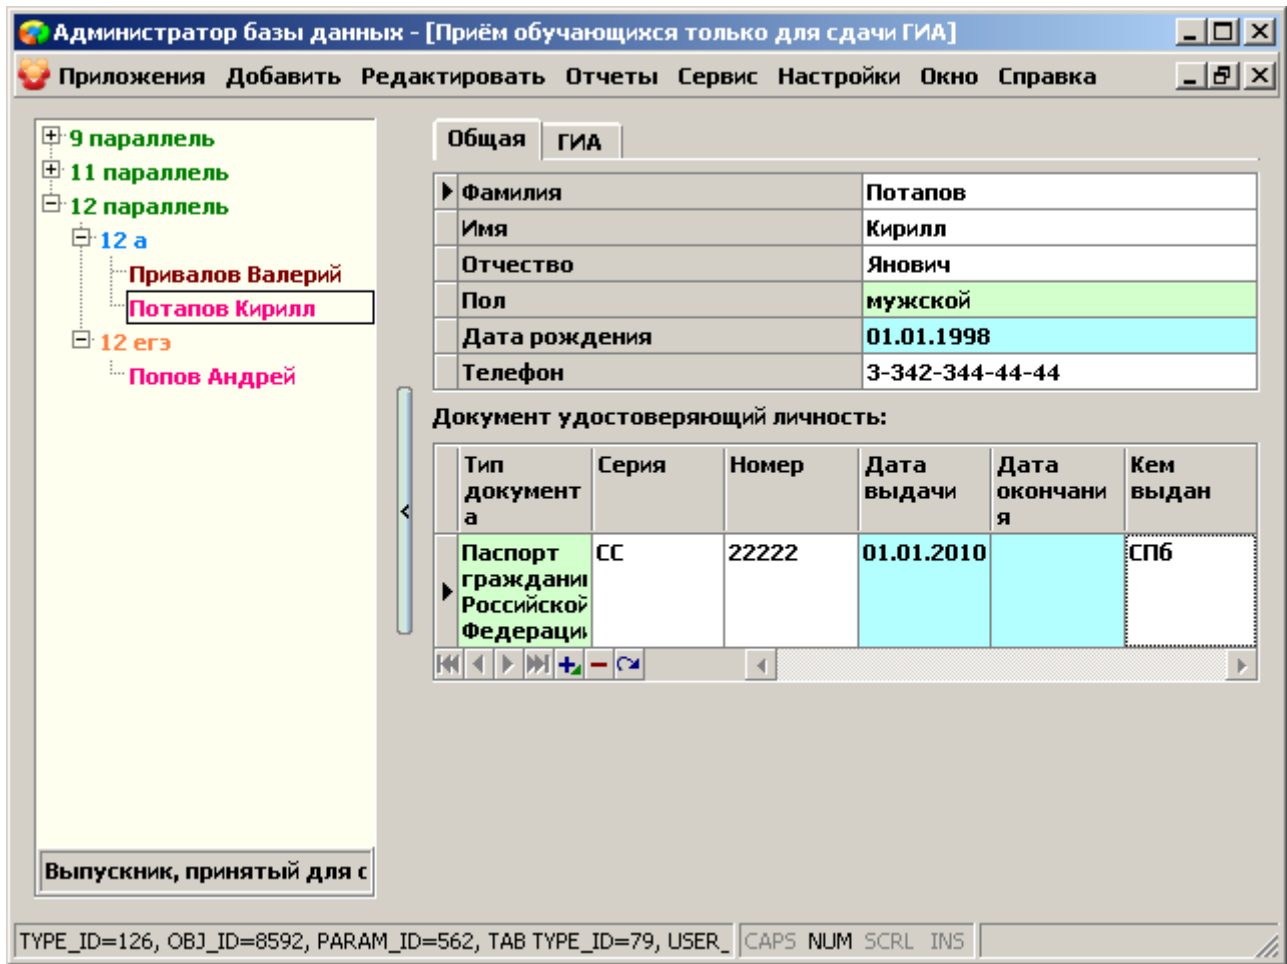 Администратор базы данных - [Приём обучающихся только для сдачи ГИА]
Приложения Добавить Редактировать Отчеты Сервис Настройки Окно Справка
9 параллель
11 параллель
12 параллель
12 а
Привалов Валерий
Потапов Кирилл
12 егэ
Попов Андрей
Выпускник, принятый для с
Общая ГИА
Фамилия Потапов
Имя Кирилл
Отчество Янович
Пол мужской
Дата рождения 01.01.1998
Телефон 3-342-344-44-44
Документ удостоверяющий личность:
Тип Серия Номер Дата Дата Кем
документ выдачи окончани выдан
а я
Паспорт СС 22222 01.01.2010 СПб
граждани
Российской
Федераци
TYPE_ID=126, OBJ_ID=8592, PARAM_ID=562, TAB TYPE_ID=79, USER_ CAPS NUM SCRL INS